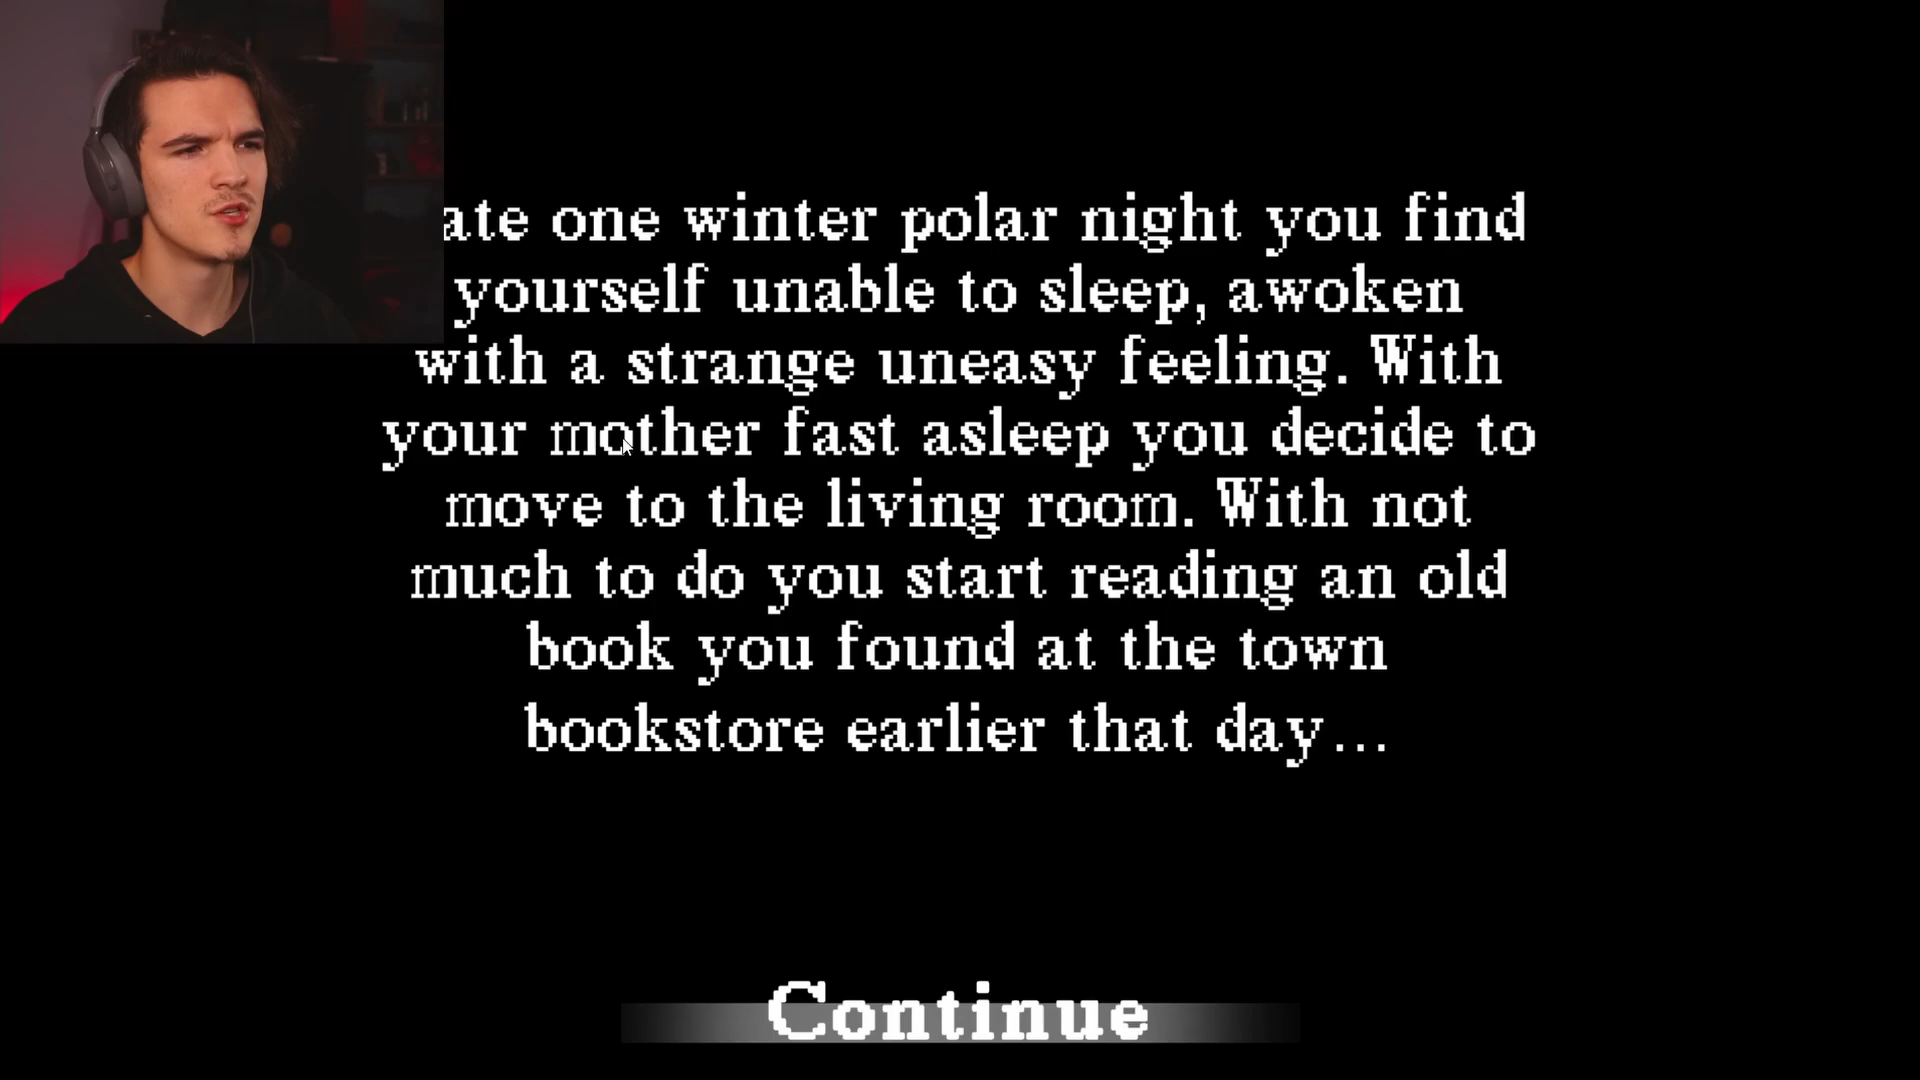 ate one winter polar night you find
yourself unable to sleep, awoken
with a strange uneasy feeling. With
your mother fast asleep you decide to
move to the living room. With not
much to do you start reading an old
book you found at the town
bookstore earlier that day...
Continue